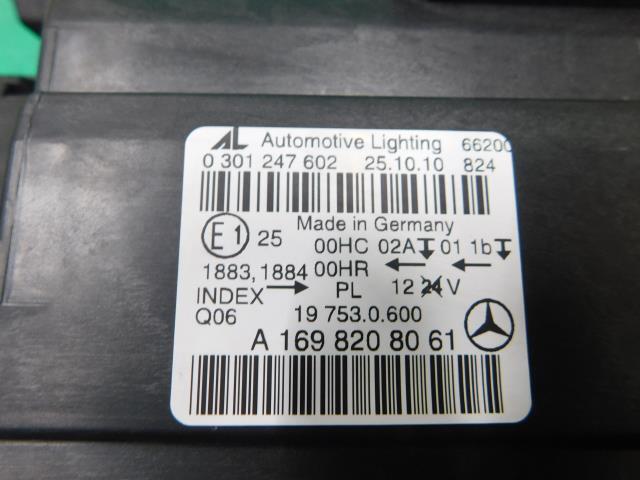 AL Automotive Lighting 66200
0 301 247 602 25.10.10 824
Made in Germany
E1 25 00HC 02A 01 1b
1883,1884 00HR ← ←
INDEX → PL 12 24 V
Q06 19 753.0.600
A 169 820 80 61